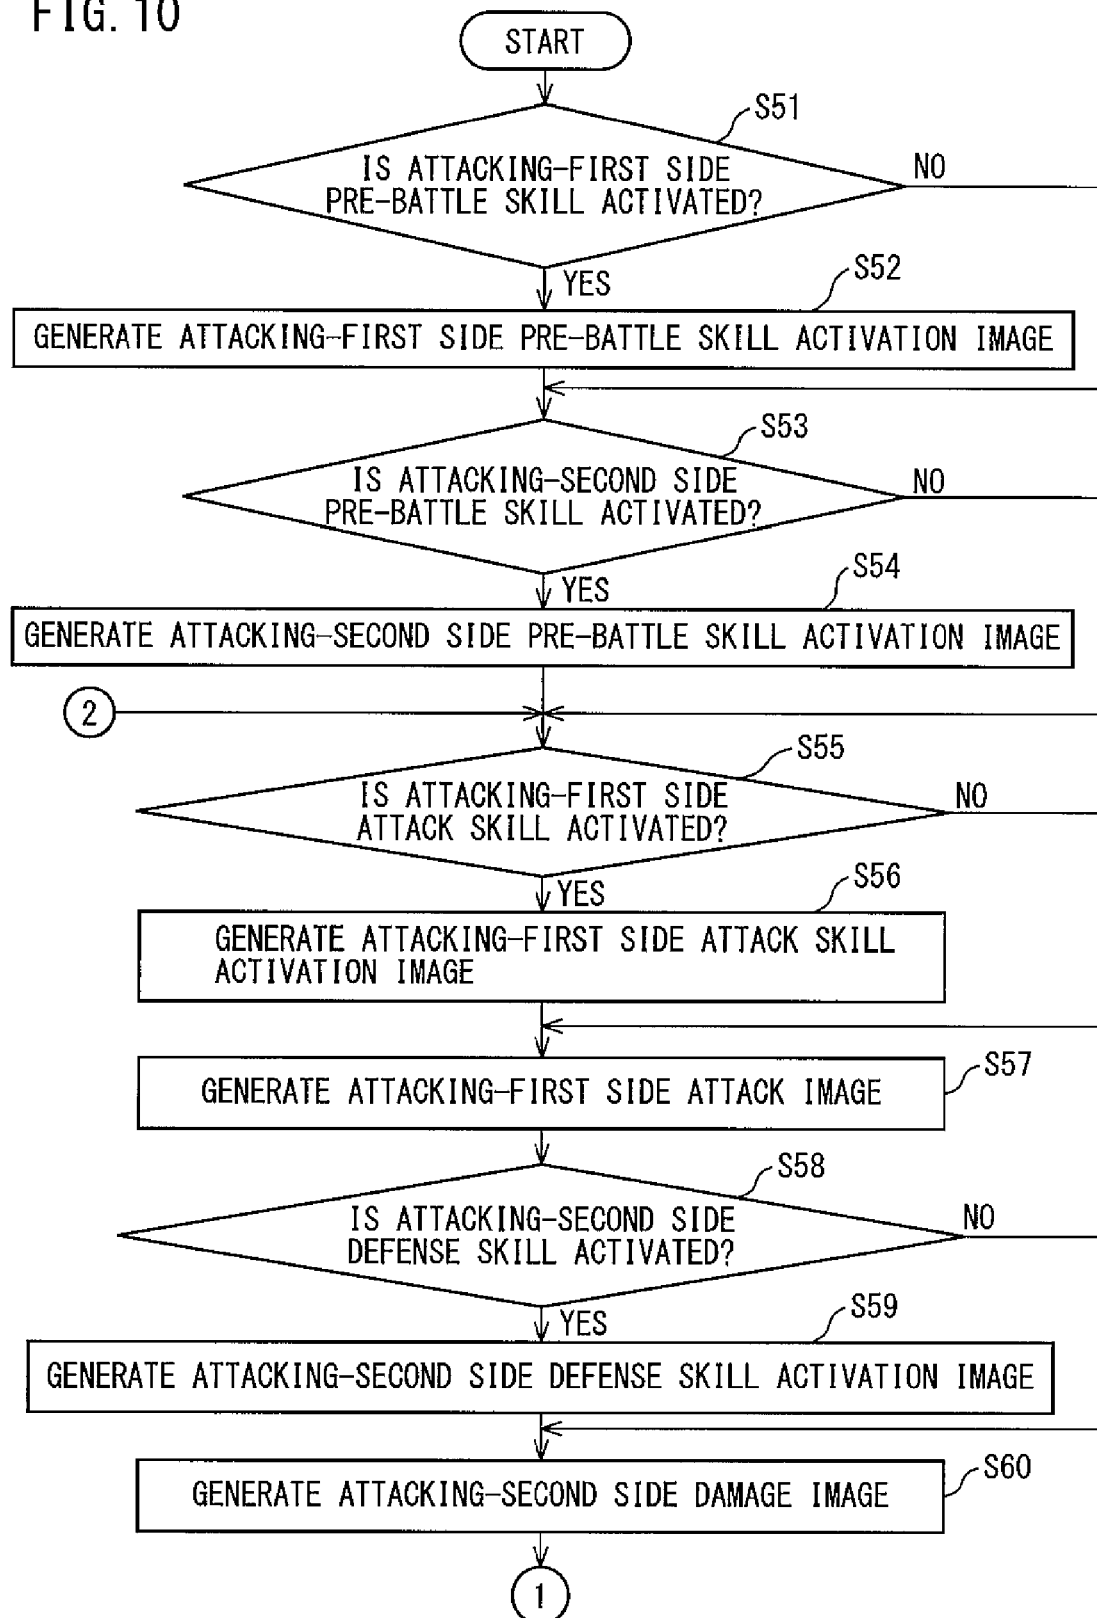 FIG. 10
START
S51
IS ATTACKING-FIRST SIDE
PRE-BATTLE SKILL ACTIVATED?
NO
YES
S52
GENERATE ATTACKING-FIRST SIDE PRE-BATTLE SKILL ACTIVATION IMAGE
S53
IS ATTACKING-SECOND SIDE
PRE-BATTLE SKILL ACTIVATED?
NO
YES
S54
GENERATE ATTACKING-SECOND SIDE PRE-BATTLE SKILL ACTIVATION IMAGE
2
S55
IS ATTACKING-FIRST SIDE
ATTACK SKILL ACTIVATED?
NO
YES
S56
GENERATE ATTACKING-FIRST SIDE ATTACK SKILL
ACTIVATION IMAGE
S57
GENERATE ATTACKING-FIRST SIDE ATTACK IMAGE
S58
IS ATTACKING-SECOND SIDE
DEFENSE SKILL ACTIVATED?
NO
YES
S59
GENERATE ATTACKING-SECOND SIDE DEFENSE SKILL ACTIVATION IMAGE
S60
GENERATE ATTACKING-SECOND SIDE DAMAGE IMAGE
1